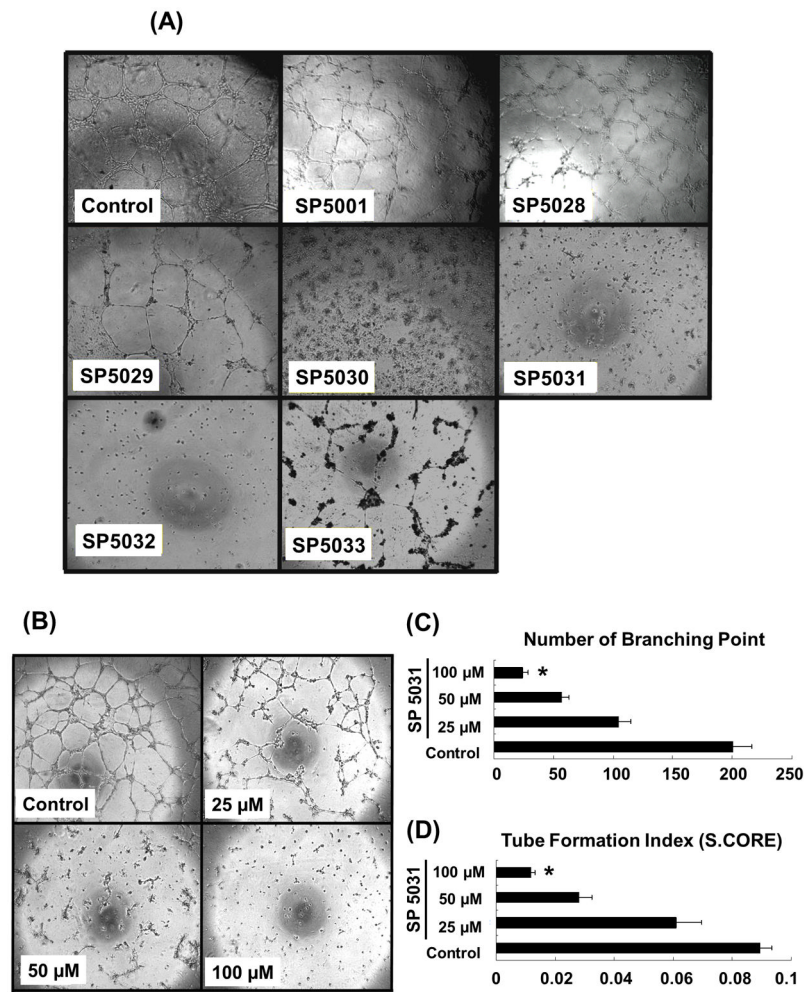 (A)
Control
SP5001
SP5028
SP5029
SP5030
SP5031
SP5032
SP5033
(B)
Control
25 µM
50 µM
100 µM
(C)
Number of Branching Point
SP 5031
100 µM
*
50 µM
25 µM
Control
0 50 100 150 200 250
(D)
Tube Formation Index (S.CORE)
SP 5031
100 µM
*
50 µM
25 µM
Control
0 0.02 0.04 0.06 0.08 0.1